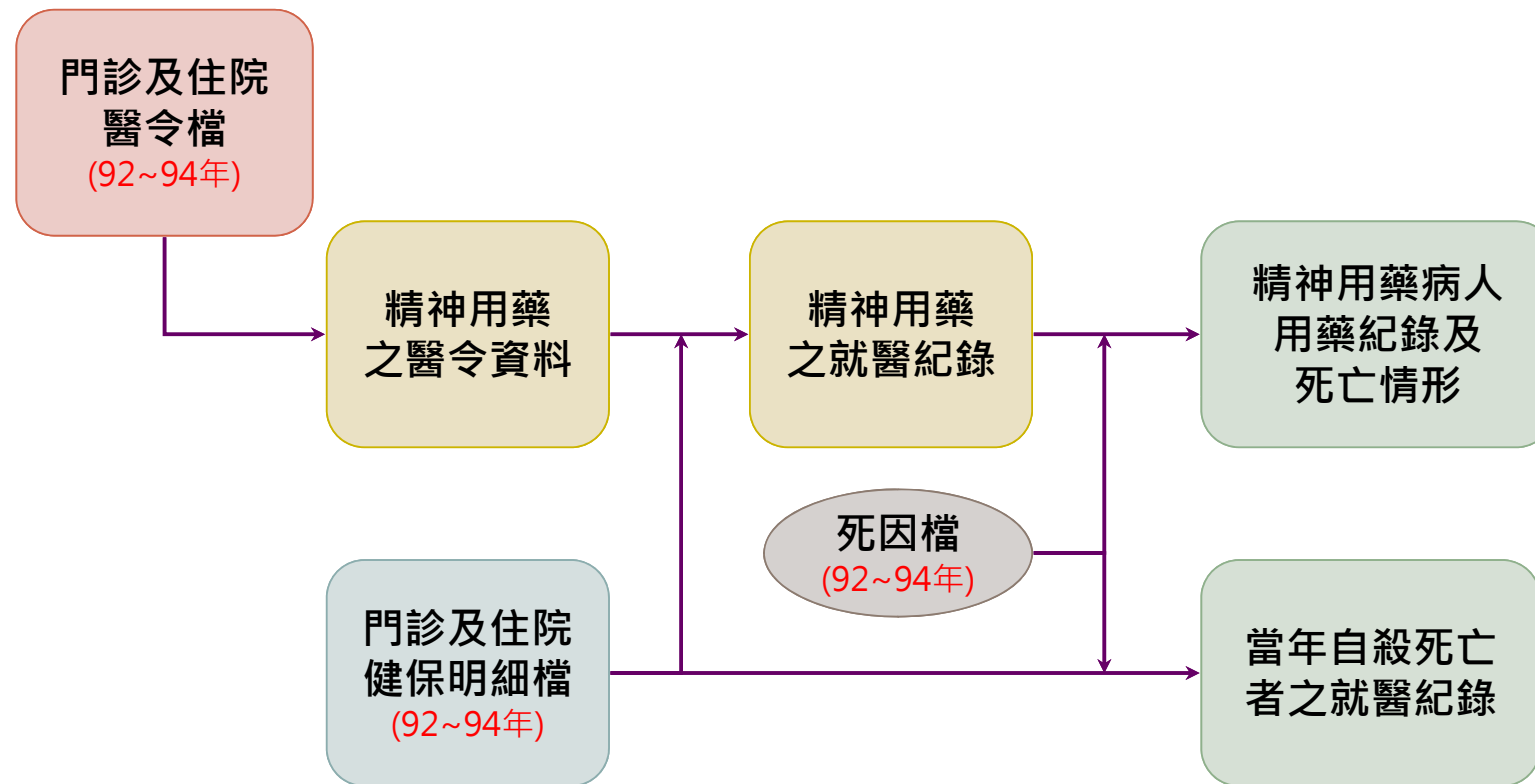 門診及住院
醫令檔
(92~94年)
精神用藥
之醫令資料
精神用藥
之就醫紀錄
精神用藥病人
用藥紀錄及
死亡情形
死因檔
(92~94年)
門診及住院
健保明細檔
(92~94年)
當年自殺死亡
者之就醫紀錄